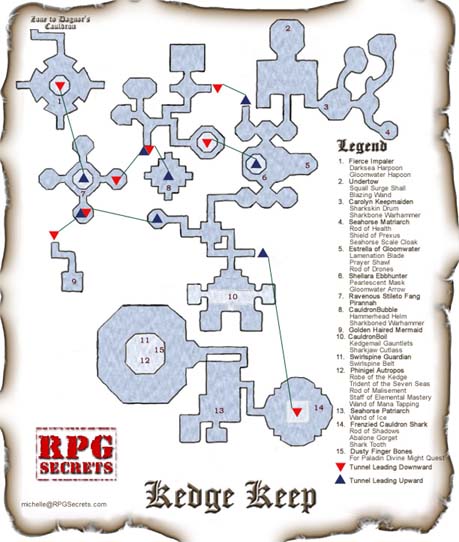 Zone to Dagnor's
Cauldron
1
2
3
4
5
6
7
8
9
10
11
15
12
13
14
Legend
1. Fierce Impaler
Darksea Harpoon
Gloomwater Hapoon
2. Undertow
Squall Surge Shall
Blazing Wand
3. Carolyn Keepmaiden
Sharkskin Drum
Sharkbone Warhammer
4. Seahorse Matriarch
Rod of Health
Shield of Prexus
Seahorse Scale Cloak
5. Estrella of Gloomwater
Lamenation Blade
Prayer Shawl
Rod of Drones
6. Shellara Ebbhunter
Pearlescent Mask
Gloomwater Arrow
7. Ravenous Stileto Fang
Pirannah
8. CauldronBubble
Hammerhead Helm
Sharkboned Warhammer
9. Golden Haired Mermaid
10. CauldronBoil
Kedgemail Gauntlets
Sharkjaw Cutlass
11. Swirlspine Guardian
Swirlspine Belt
12. Phinigel Autropos
Robe of the Kedge
Trident of the Seven Seas
Rod of Malisement
Staff of Elemental Mastery
Wand of Mana Tapping
13. Seahorse Patriarch
Wand of Ice
14. Frenzied Cauldron Shark
Rod of Shadows
Abalone Gorget
Shark Tooth
15. Dusty Finger Bones
For Paladin Divine Might Quest
Tunnel Leading Downward
Tunnel Leading Upward
RPG
SECRETS
michelle@RPGSecrets.com
Kedge Keep